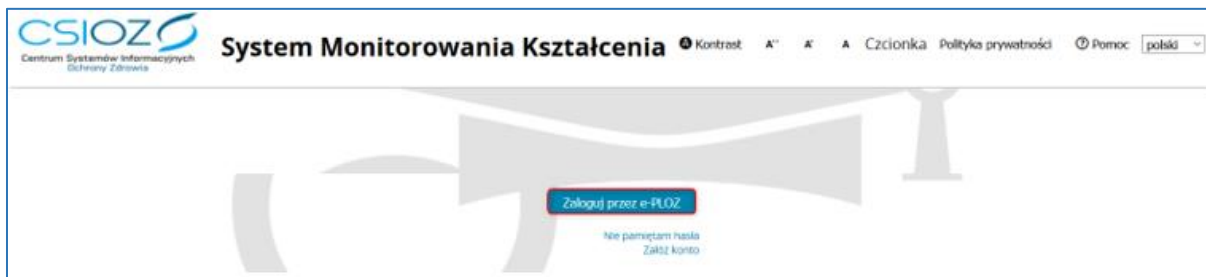 CSIOZ
Centrum Systemów Informacyjnych
Ochrony Zdrowia
System Monitorowania Kształcenia
A Kontrast A++ A+ A Czcionka Polityka prywatności ? Pomoc polski
Zaloguj przez e-PLOZ
Nie pamiętam hasła
Załóż konto